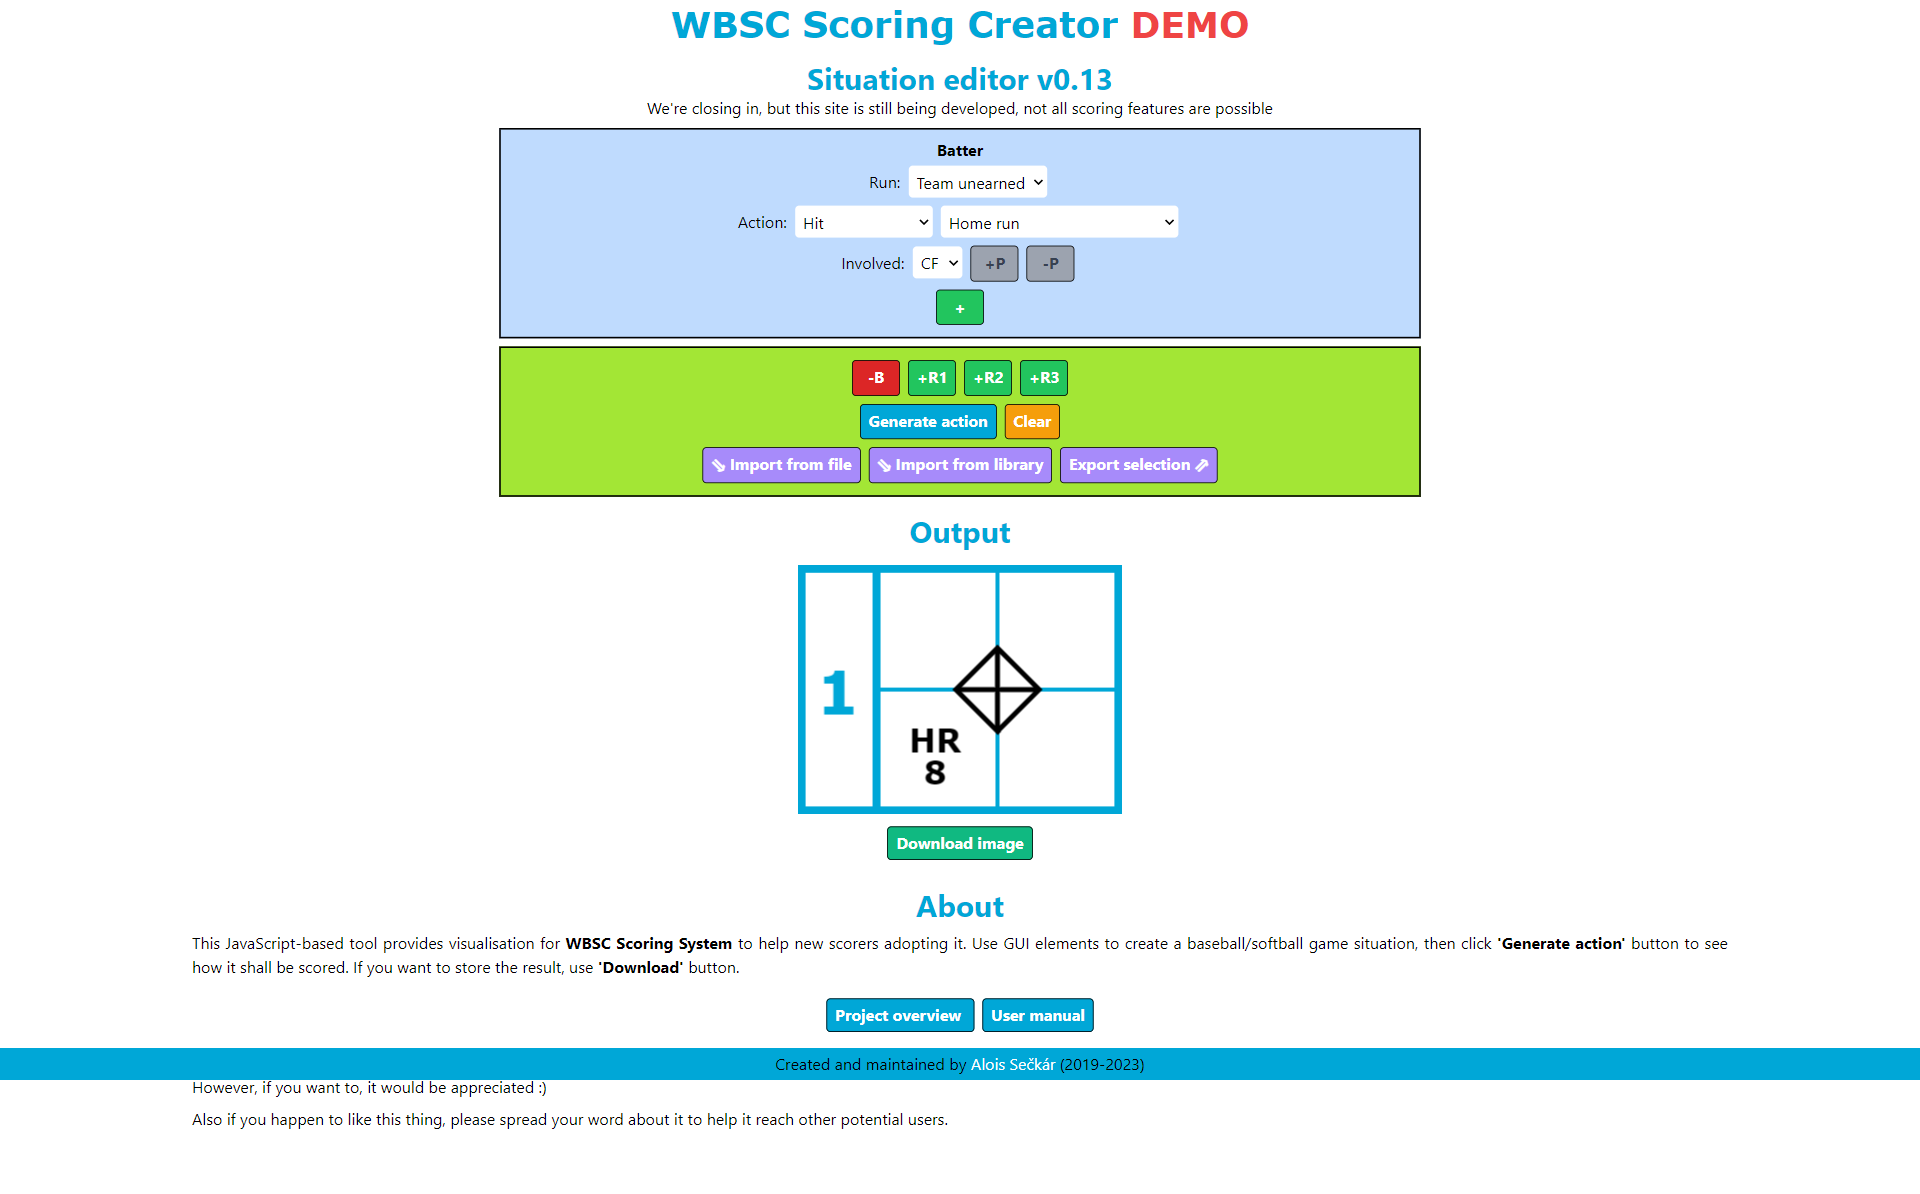 WBSC Scoring Creator DEMO
Situation editor v0.13
We're closing in, but this site is still being developed, not all scoring features are possible
Batter
Run: Team unearned
Action: Hit Home run
Involved: CF +P -P
+
-B +R1 +R2 +R3
Generate action Clear
⇘ Import from file ⇘ Import from library Export selection ⇗
Output
1
HR
8
Download image
About
This JavaScript-based tool provides visualisation for WBSC Scoring System to help new scorers adopting it. Use GUI elements to create a baseball/softball game situation, then click 'Generate action' button to see
how it shall be scored. If you want to store the result, use 'Download' button.
Project overview User manual
Created and maintained by Alois Sečkár (2019-2023)
However, if you want to, it would be appreciated :)
Also if you happen to like this thing, please spread your word about it to help it reach other potential users.